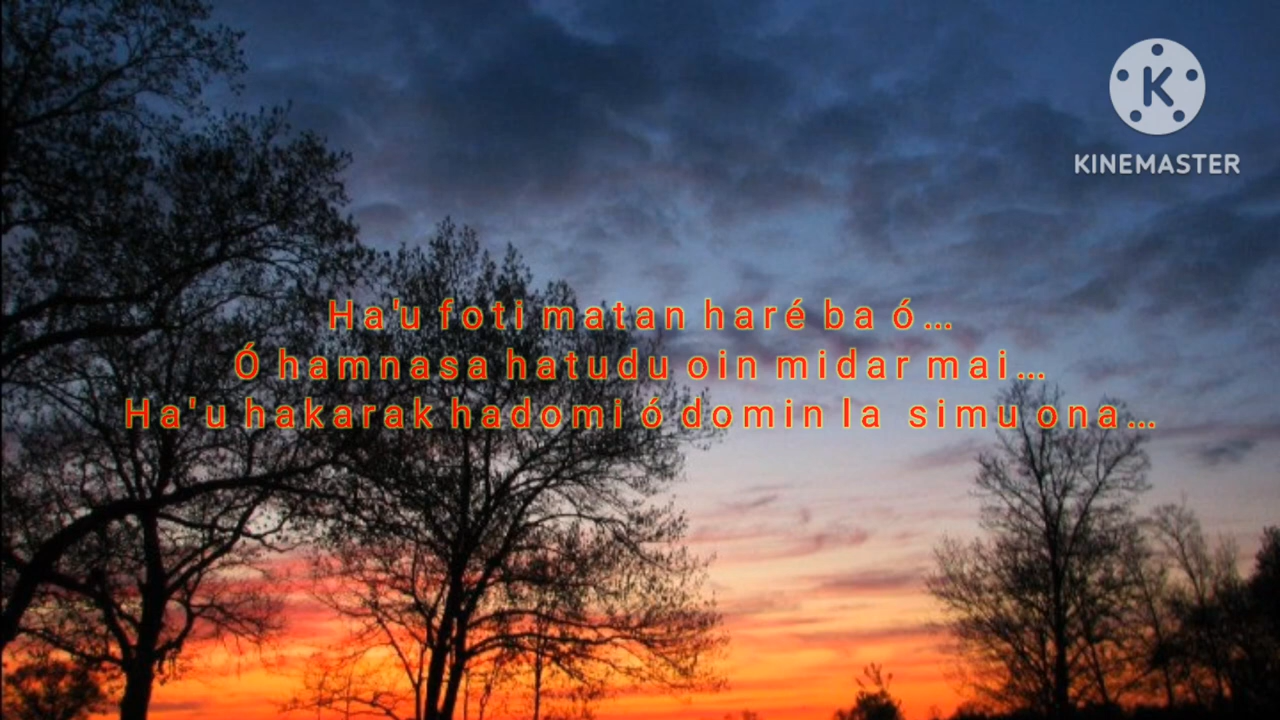 K
KINEMASTER
Ha'u foti matan haré ba ó...
Ó hamnasa hatudu oin midar mai...
Ha'u hakarak hadomi ó domin la simu ona...